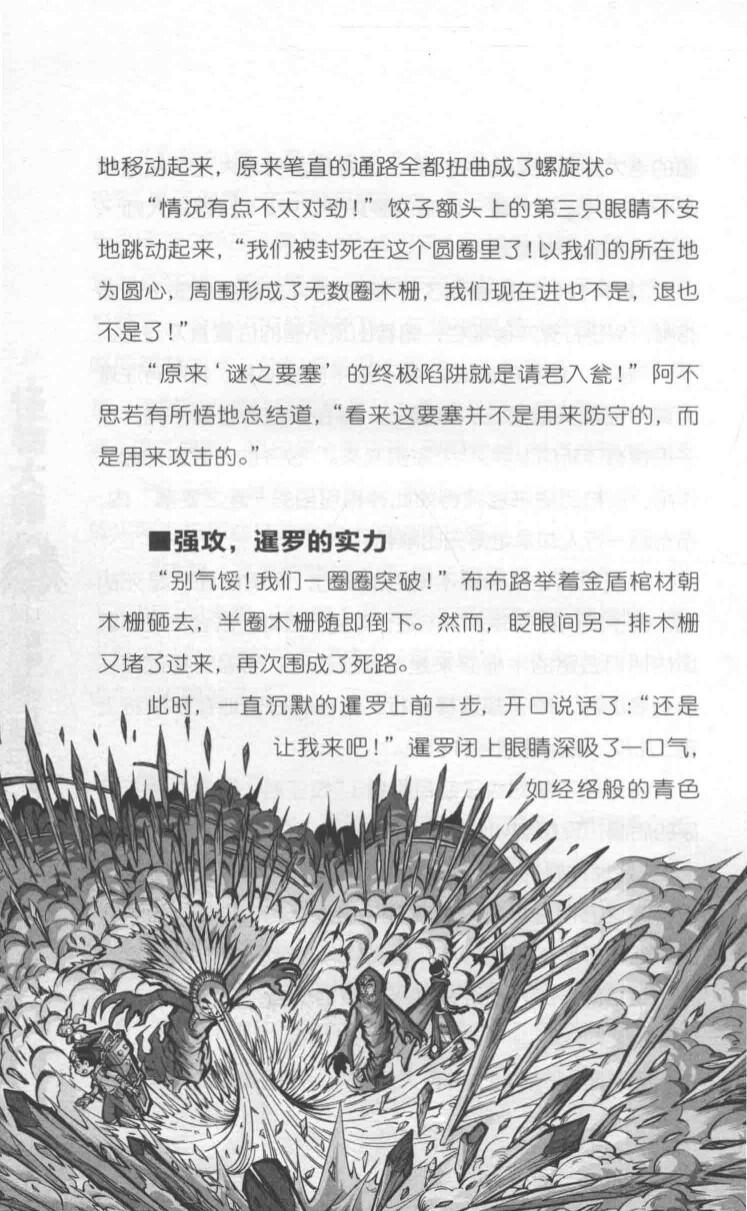 地移动起来，原来笔直的通路全都扭曲成了螺旋状。
“情况有点不太对劲！”饺子额头上的第三只眼睛不安
地跳动起来，“我们被封死在这个圆圈里了！以我们的所在地
为圆心，周围形成了无数圈木栅，我们现在进也不是，退也
不是了！”
“原来‘谜之要塞’的终极陷阱就是请君入瓮！”阿不
思若有所悟地总结道，“看来这要塞并不是用来防守的，而
是用来攻击的。”
■强攻，暹罗的实力
“别气馁！我们一圈圈突破！”布布路举着金盾棺材朝
木栅砸去，半圈木栅随即倒下。然而，眨眼间另一排木栅
又堵了过来，再次围成了死路。
此时，一直沉默的暹罗上前一步，开口说话了：“还是
让我来吧！”暹罗闭上眼睛深吸了一口气，
如经络般的青色